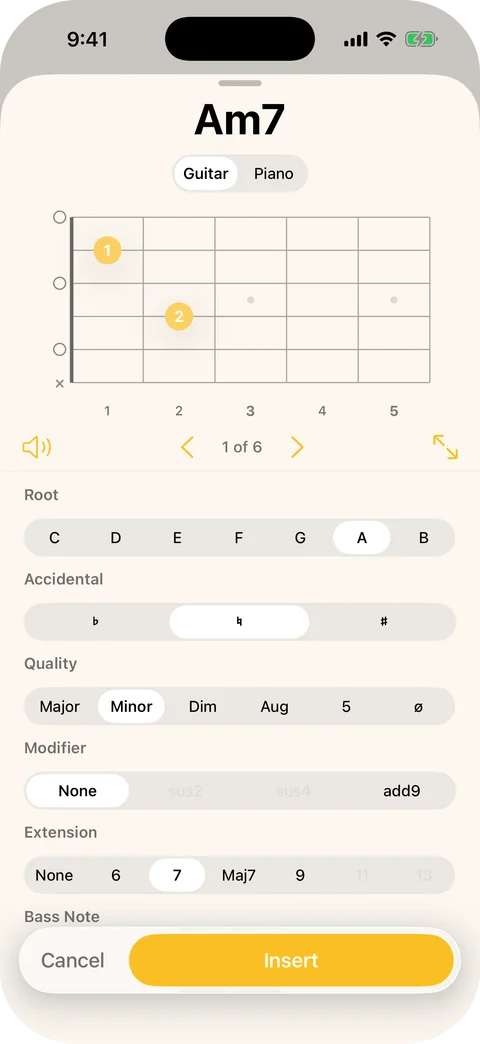 9:41
Am7
Guitar Piano
1
2
×
1 2 3 4 5
1 of 6
Root
C D E F G A B
Accidental
♭ ♮ ♯
Quality
Major Minor Dim Aug 5 ø
Modifier
None sus2 sus4 add9
Extension
None 6 7 Maj7 9 11 13
Bass Note
Cancel Insert